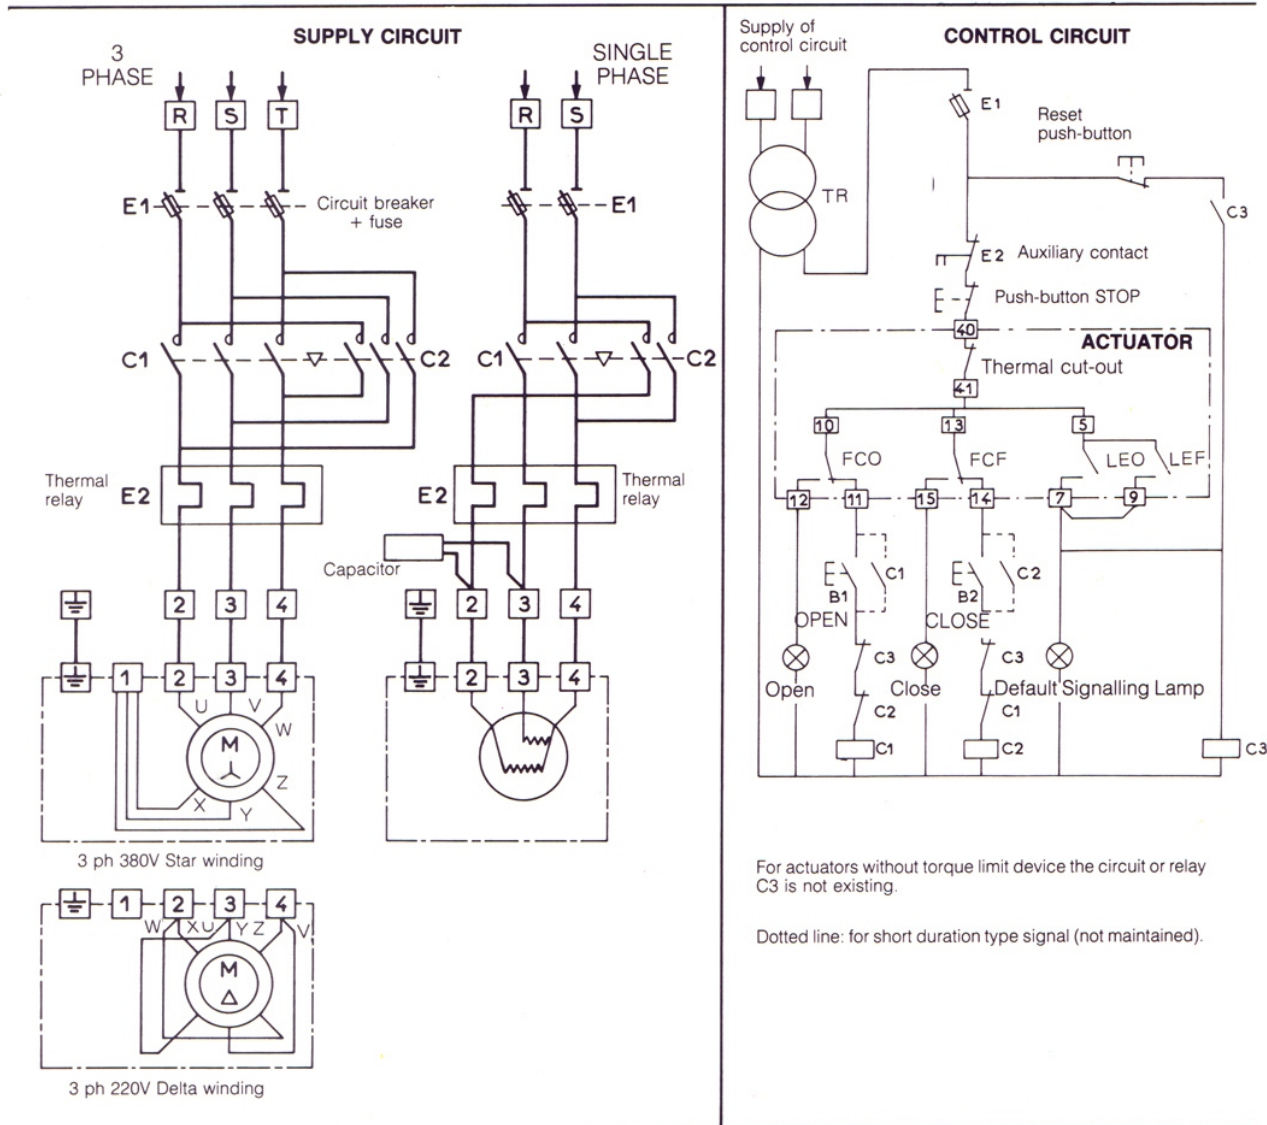 SUPPLY CIRCUIT
3
PHASE
SINGLE
PHASE
R
S
T
R
S
E1
Circuit breaker
+ fuse
E1
C1
C2
C1
C2
Thermal
relay
E2
E2
Thermal
relay
Capacitor
2
3
4
2
3
4
1
2
3
4
2
3
4
U
V
W
M
Z
X
Y
3 ph 380V Star winding
1
2
3
4
W
X
U
Y
Z
V
M
3 ph 220V Delta winding
Supply of
control circuit
CONTROL CIRCUIT
E1
Reset
push-button
TR
C3
E2
Auxiliary contact
Push-button STOP
40
ACTUATOR
Thermal cut-out
41
10
13
5
FCO
FCF
LEO
LEF
12
11
15
14
7
9
C1
B1
C2
B2
OPEN
CLOSE
C3
C3
Open
Close
Default Signalling Lamp
C2
C1
C1
C2
C3
For actuators without torque limit device the circuit or relay
C3 is not existing.
Dotted line: for short duration type signal (not maintained).